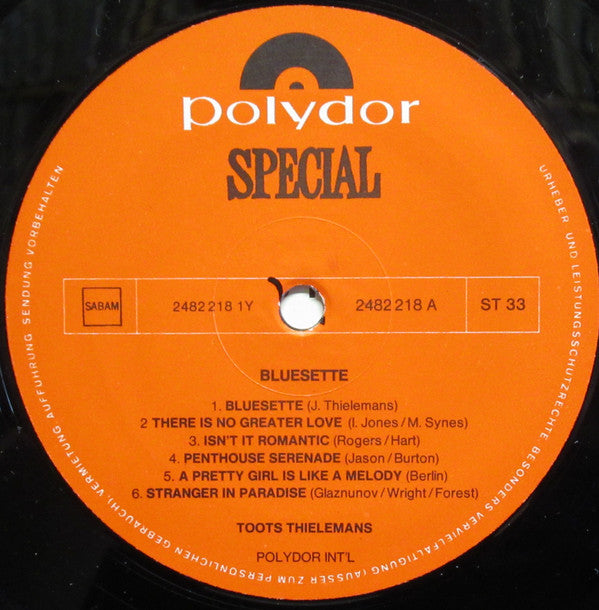 polydor
SPECIAL
SABAM
2482 218 1Y
2482 218 A
ST 33
BLUESETTE
1. BLUESETTE (J. Thielemans)
2 THERE IS NO GREATER LOVE (I. Jones / M. Synes)
3. ISN'T IT ROMANTIC (Rogers / Hart)
4. PENTHOUSE SERENADE (Jason / Burton)
5. A PRETTY GIRL IS LIKE A MELODY (Berlin)
6. STRANGER IN PARADISE (Glaznunov / Wright / Forest)
TOOTS THIELEMANS
POLYDOR INT'L
URHEBER UND LEISTUNGSSCHUTZRECHTE BESONDERS VERVIELFÄLTIGUNG (AUSSER ZUM PERSÖNLICHEN GEBRAUCH), VERMIETUNG AUFFÜHRUNG SENDUNG VORBEHALTEN